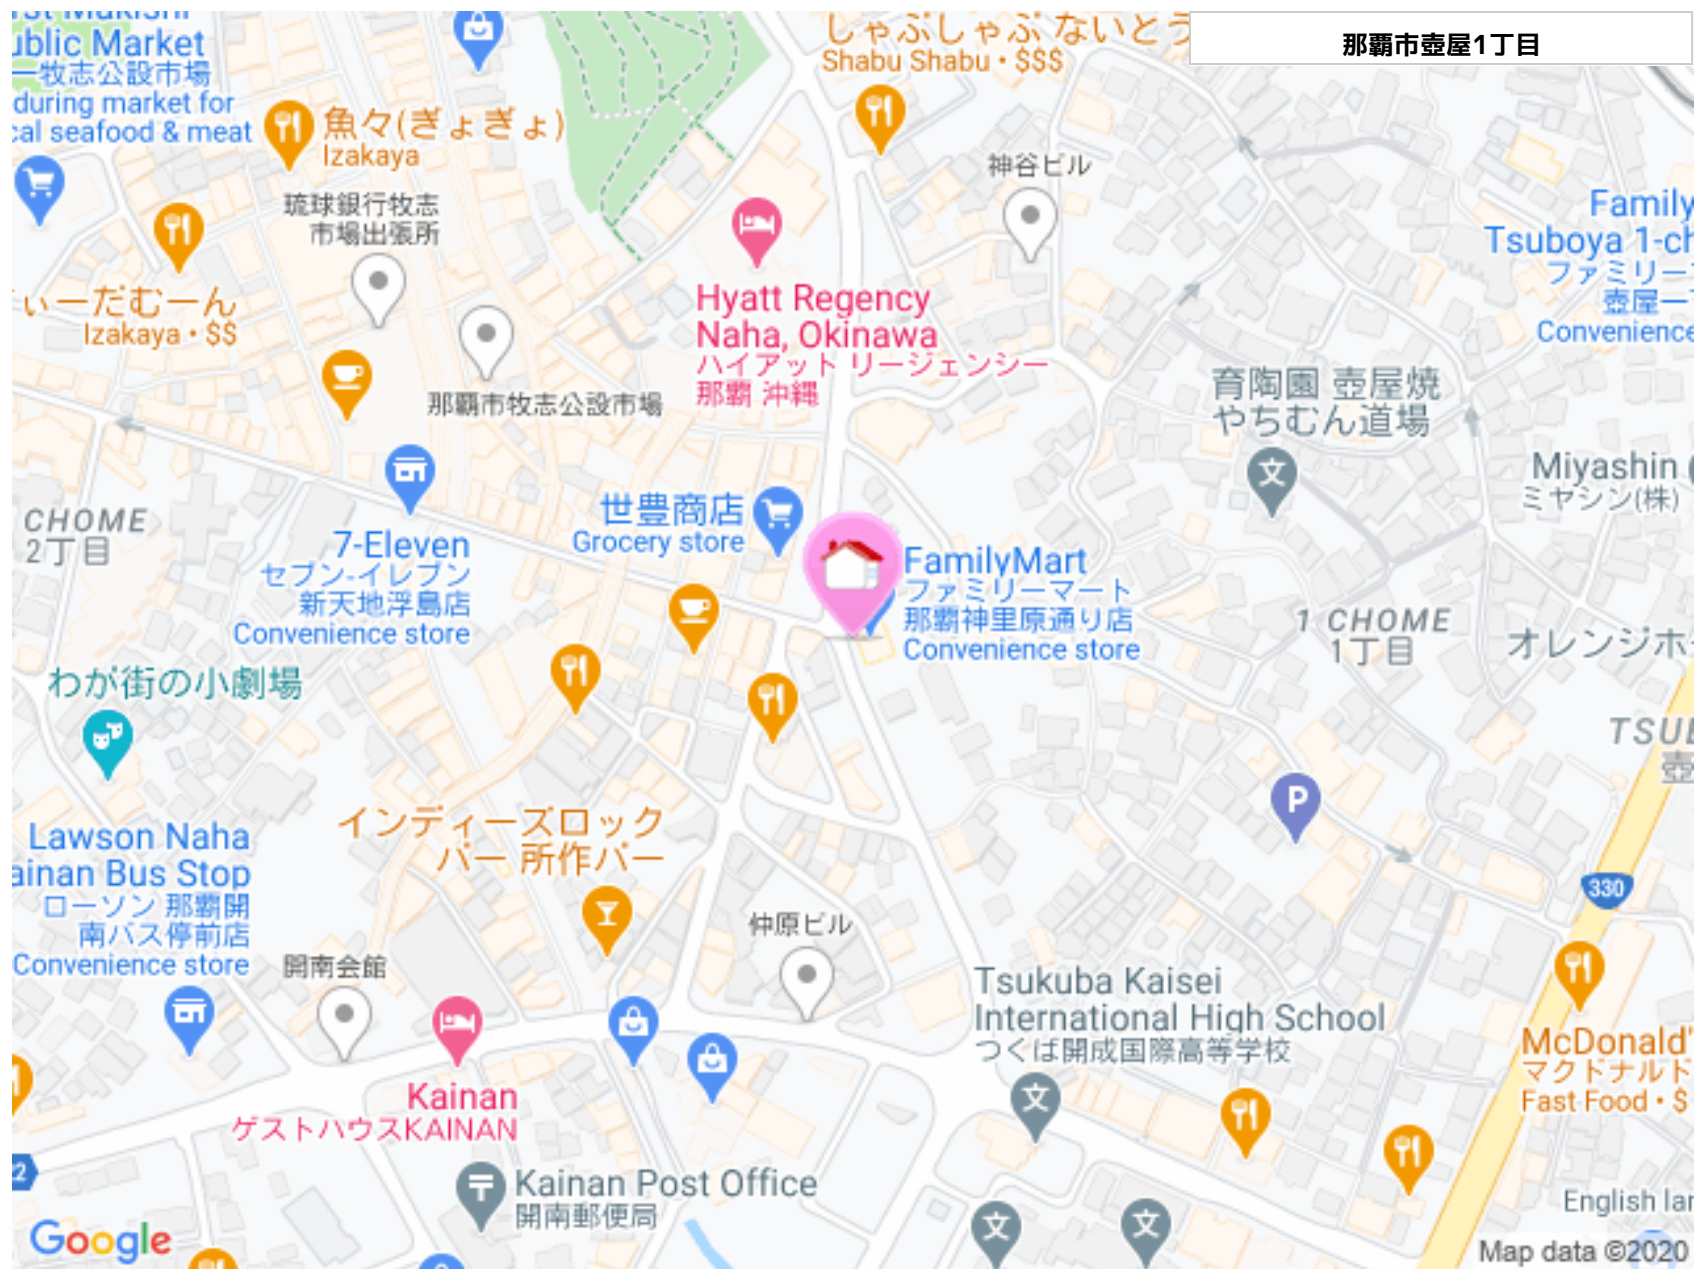 那覇市壺屋1丁目
ublic Market
一牧志公設市場
during market for
cal seafood & meat
魚々(ぎょぎょ)
Izakaya
しゃぶしゃぶ ないとう
Shabu Shabu • $$$
神谷ビル
琉球銀行牧志
市場出張所
Family
Tsuboya 1-ch
ファミリー
壺屋一
Convenience
てぃーだむーん
Izakaya • $$
Hyatt Regency
Naha, Okinawa
ハイアット リージェンシー
那覇 沖縄
那覇市牧志公設市場
育陶園 壺屋焼
やちむん道場
Miyashin (
ミヤシン(株)
CHOME
2丁目
世豊商店
Grocery store
7-Eleven
セブン-イレブン
新天地浮島店
Convenience store
FamilyMart
ファミリーマート
那覇神里原通り店
Convenience store
1 CHOME
1丁目
オレンジホ
わが街の小劇場
TSUB
壺
インディーズロック
バー 所作バー
P
Lawson Naha
ainan Bus Stop
ローソン 那覇開
南バス停前店
Convenience store
330
開南会館
仲原ビル
Tsukuba Kaisei
International High School
つくば開成国際高等学校
McDonald'
マクドナルド
Fast Food • $
Kainan
ゲストハウスKAINAN
文
文
文
文
Kainan Post Office
開南郵便局
English lan
Google
Map data ©2020